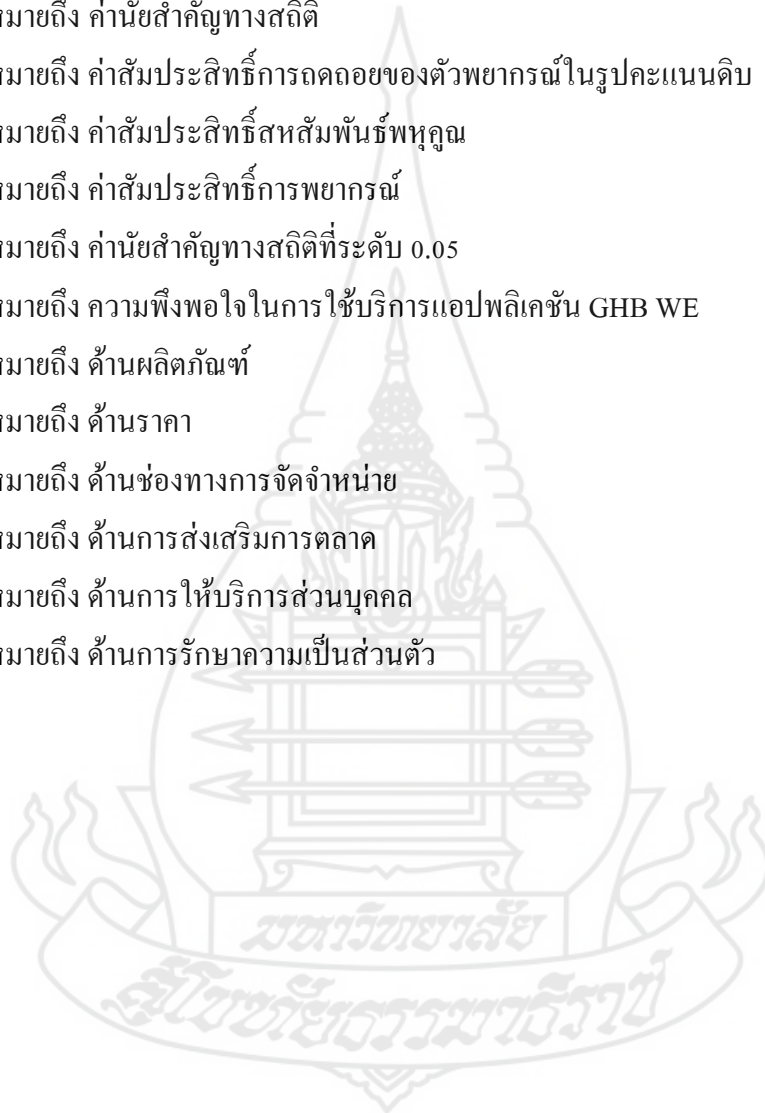 หมายถึง ค่านัยสำคัญทางสถิติ
หมายถึง ค่าสัมประสิทธิ์การถดถอยของตัวพยากรณ์ในรูปคะแนนดิบ
หมายถึง ค่าสัมประสิทธิ์สหสัมพันธ์พหุคูณ
หมายถึง ค่าสัมประสิทธิ์การพยากรณ์
หมายถึง ค่านัยสำคัญทางสถิติที่ระดับ 0.05
หมายถึง ความพึงพอใจในการใช้บริการแอปพลิเคชัน GHB WE
หมายถึง ด้านผลิตภัณฑ์
หมายถึง ด้านราคา
หมายถึง ด้านช่องทางการจัดจำหน่าย
หมายถึง ด้านการส่งเสริมการตลาด
หมายถึง ด้านการให้บริการส่วนบุคคล
หมายถึง ด้านการรักษาความเป็นส่วนตัว
มหาวิทยาลัย
สุโขทัยธรรมาธิราช